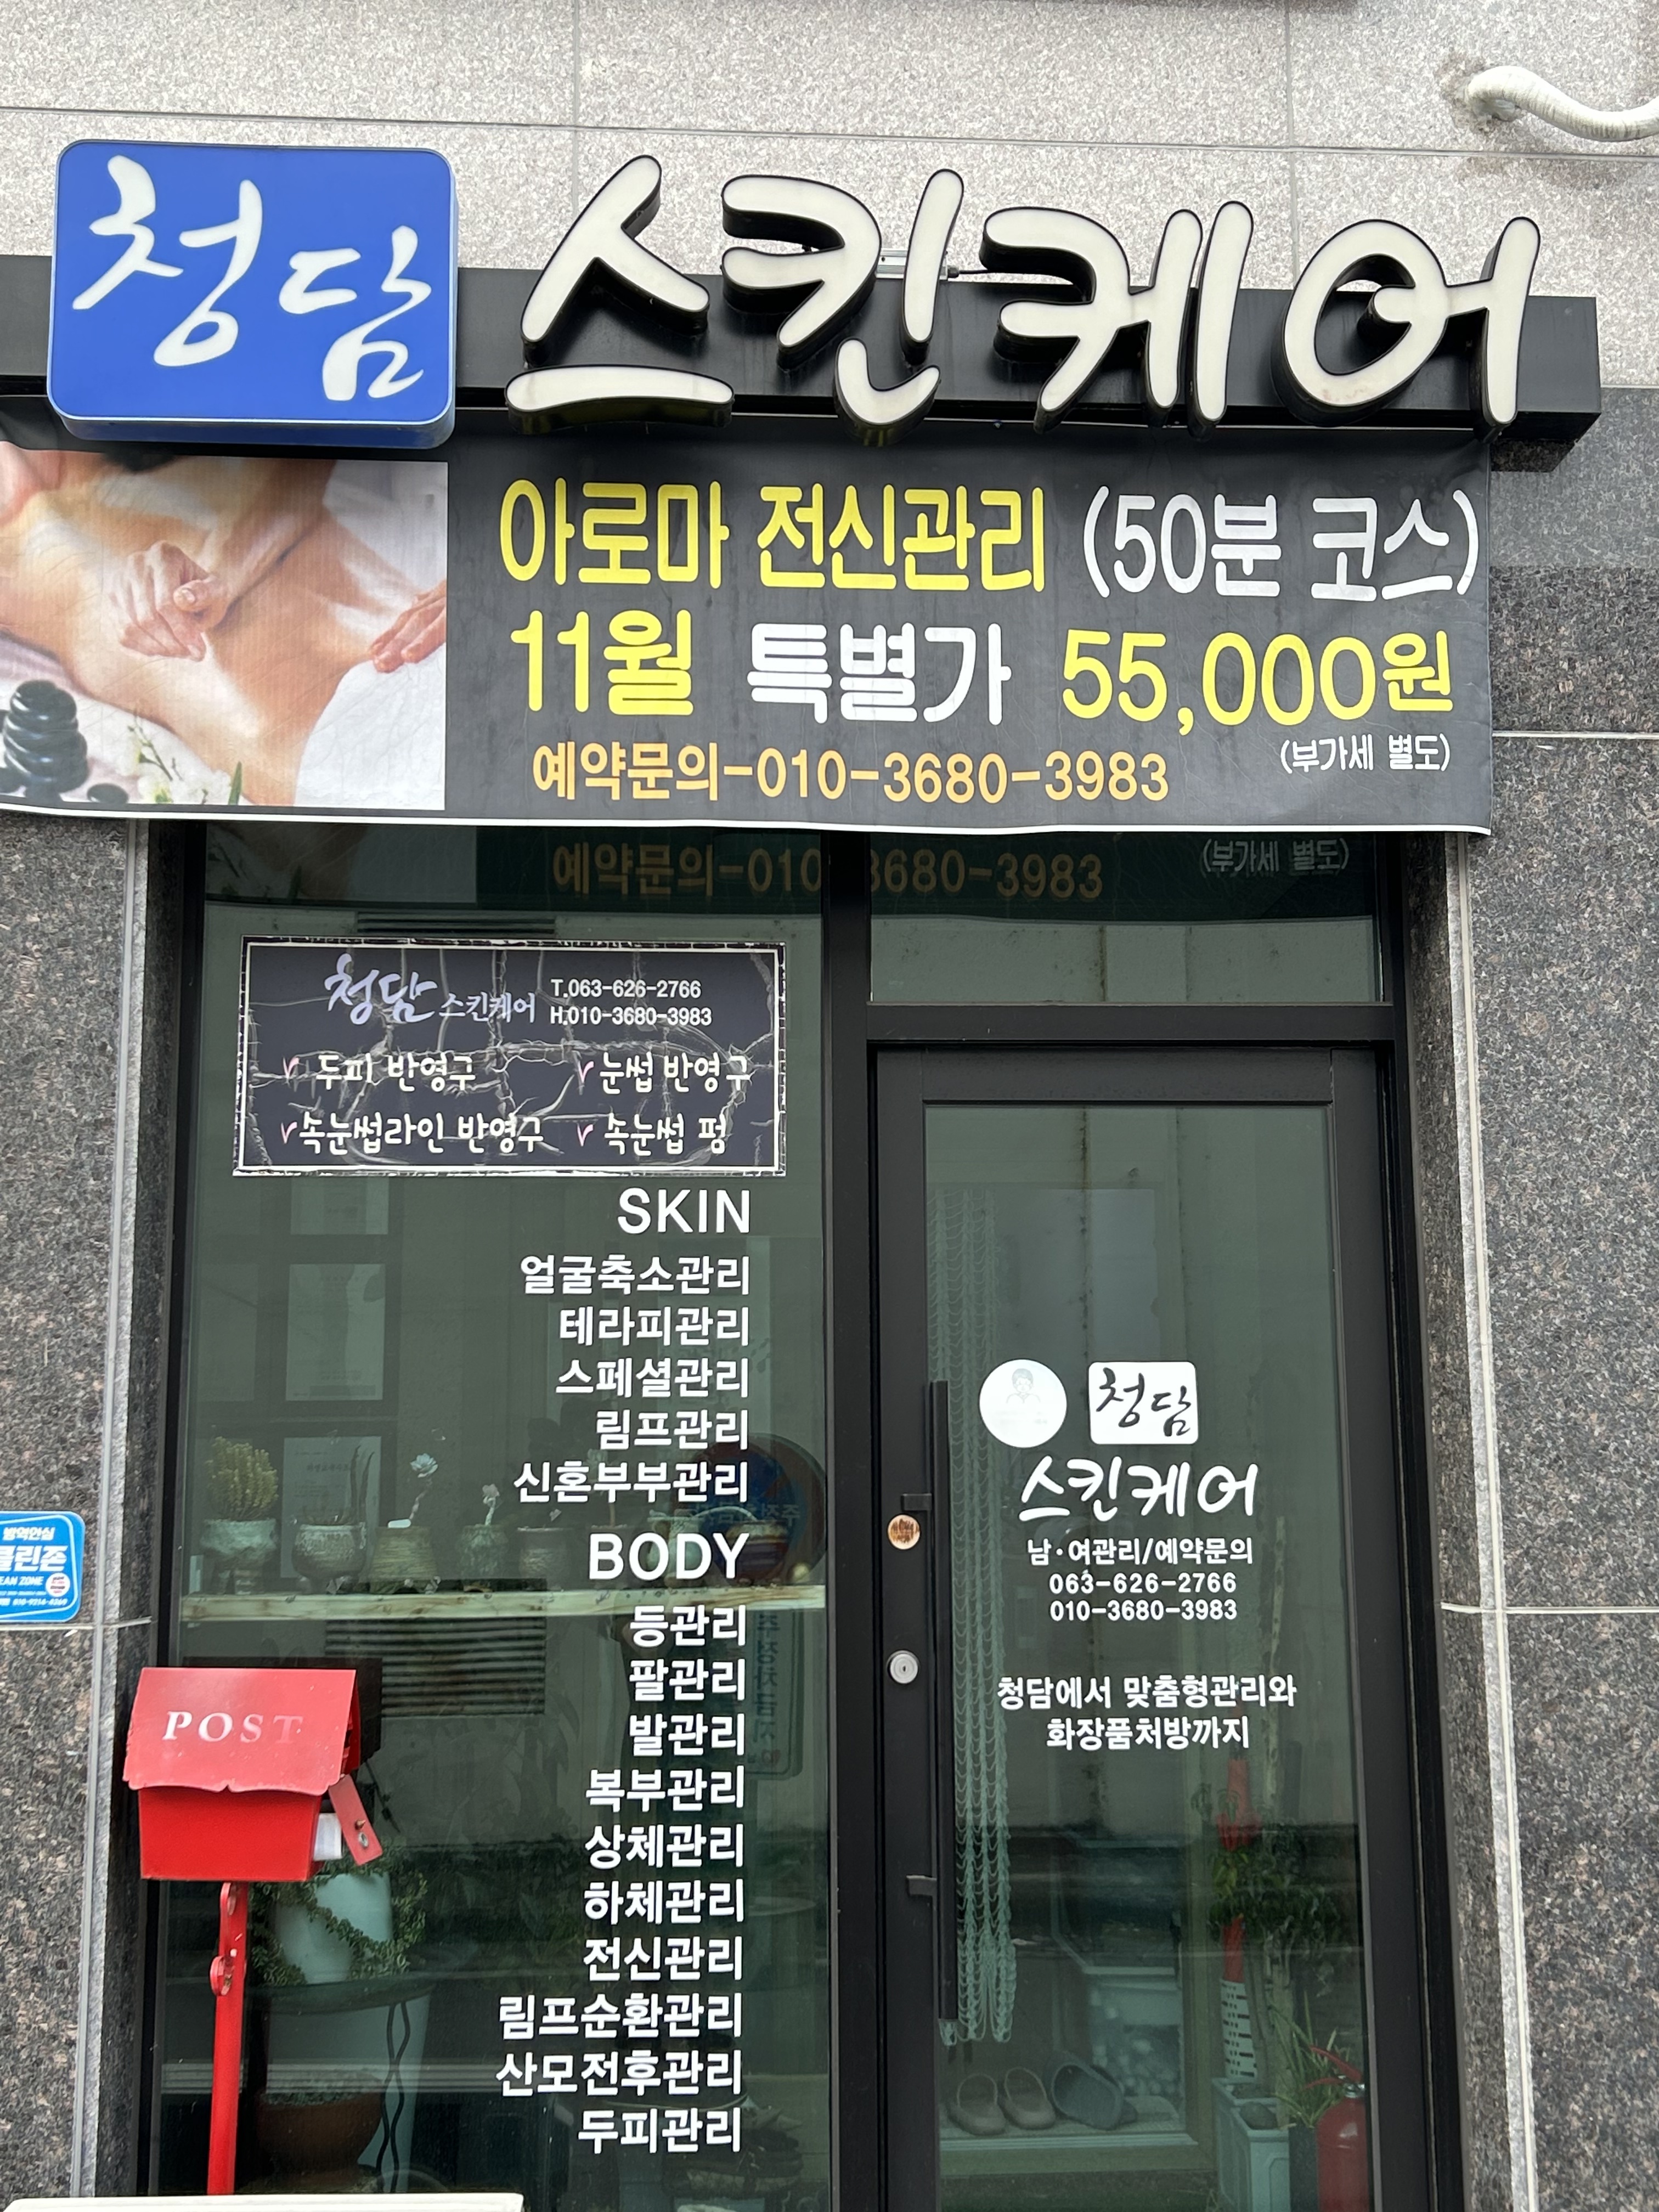 청담 스킨케어
아로마 전신관리 (50분 코스)
11월 특별가 55,000원
(부가세 별도)
예약문의-010-3680-3983
청담 스킨케어
T.063-626-2766
H.010-3680-3983
두피 반영구
눈썹 반영구
속눈썹라인 반영구
속눈썹 펌
SKIN
얼굴축소관리
테라피관리
스페셜관리
림프관리
신혼부부관리
BODY
등관리
팔관리
발관리
복부관리
상체관리
하체관리
전신관리
림프순환관리
산모전후관리
두피관리
청담
스킨케어
남·여관리/예약문의
063-626-2766
010-3680-3983
청담에서 맞춤형관리와
화장품처방까지
방역안심
클린존
POST